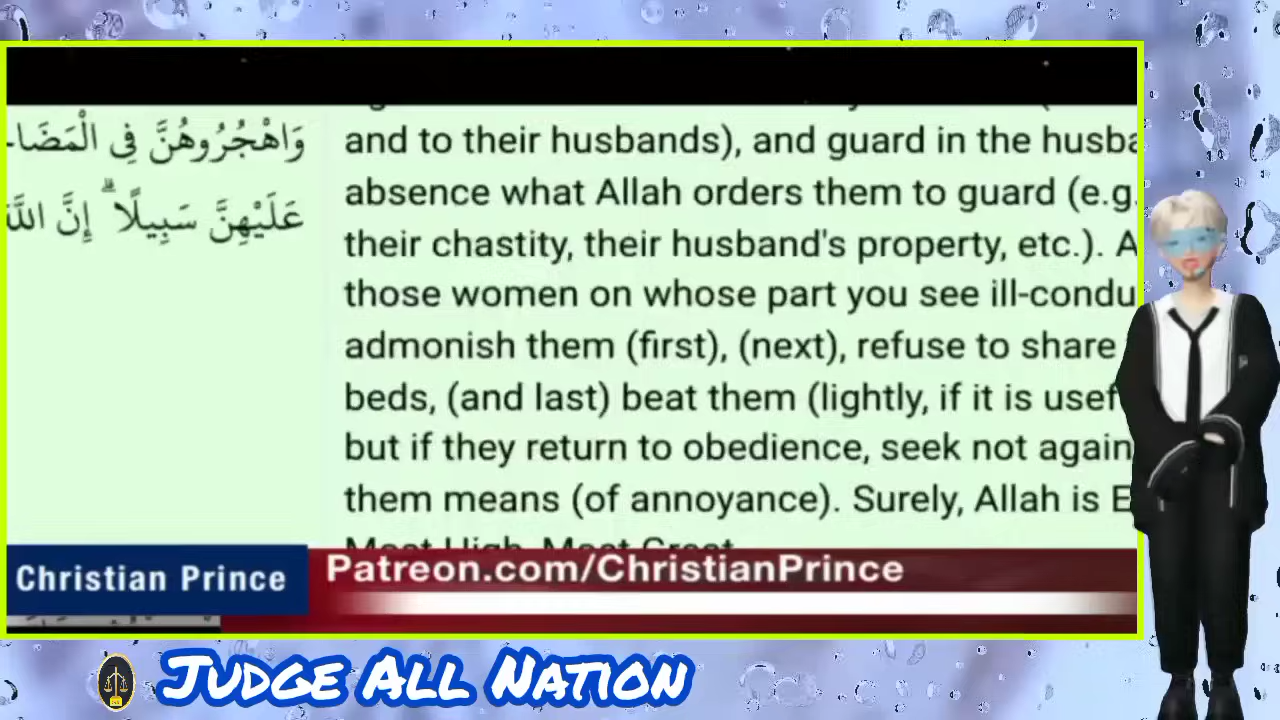 وَاهْجُرُوهُنَّ فِي الْمَضَا
عَلَيْهِنَّ سَبِيلًا ۗ إِنَّ اللَّهَ
and to their husbands), and guard in the husba
absence what Allah orders them to guard (e.g.
their chastity, their husband's property, etc.). A
those women on whose part you see ill-condu
admonish them (first), (next), refuse to share
beds, (and last) beat them (lightly, if it is usef
but if they return to obedience, seek not again
them means (of annoyance). Surely, Allah is E
Most High, Most Great.
Christian Prince
Patreon.com/ChristianPrince
Judge All Nation